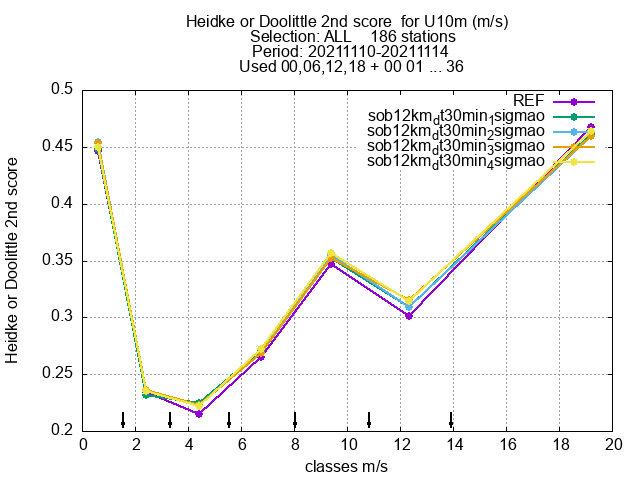 Heidke or Doolittle 2nd score  for U10m (m/s)
Selection: ALL    186 stations
Period: 20211110-20211114
Used 00,06,12,18 + 00 01 ... 36
REF
sob12km_dt30min_1sigmao
sob12km_dt30min_2sigmao
sob12km_dt30min_3sigmao
sob12km_dt30min_4sigmao
0.5
0.45
0.4
0.35
0.3
0.25
0.2
Heidke or Doolittle 2nd score
0 2 4 6 8 10 12 14 16 18 20
classes m/s